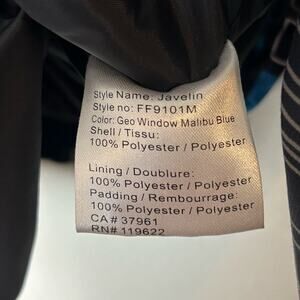 Style Name: Javelin
Style no: FF9101M
Color: Geo Window Malibu Blue
Shell / Tissu:
100% Polyester / Polyester
Lining / Doublure:
100% Polyester / Polyester
Padding / Rembourrage:
100% Polyester / Polyester
CA# 37961
RN# 119622